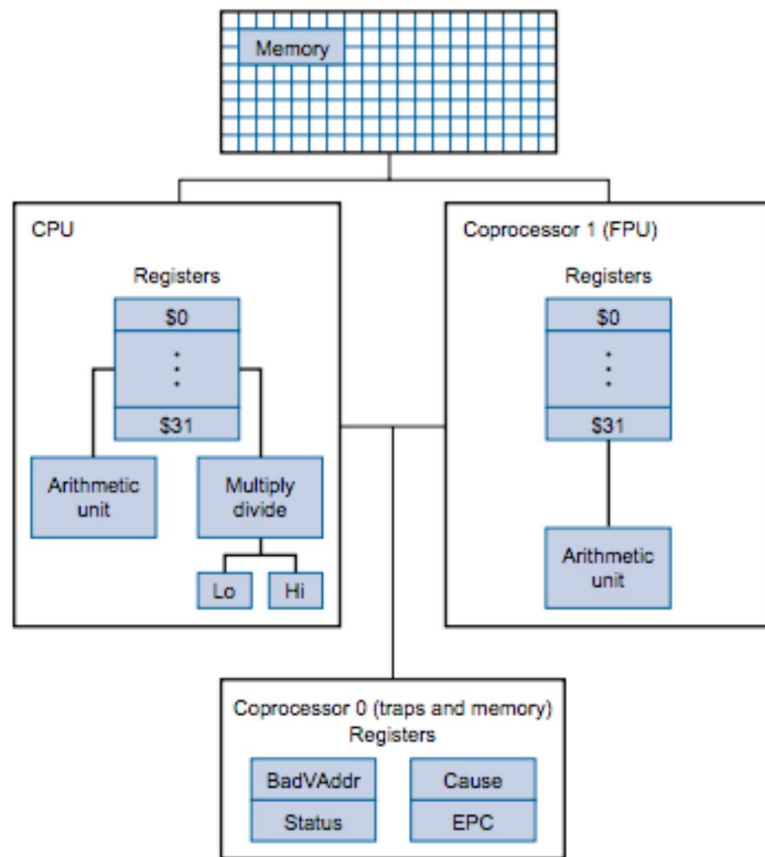 Memory
CPU
Registers
$0
$31
Arithmetic
unit
Multiply
divide
Lo
Hi
Coprocessor 1 (FPU)
Registers
$0
$31
Arithmetic
unit
Coprocessor 0 (traps and memory)
Registers
BadVAddr
Cause
Status
EPC